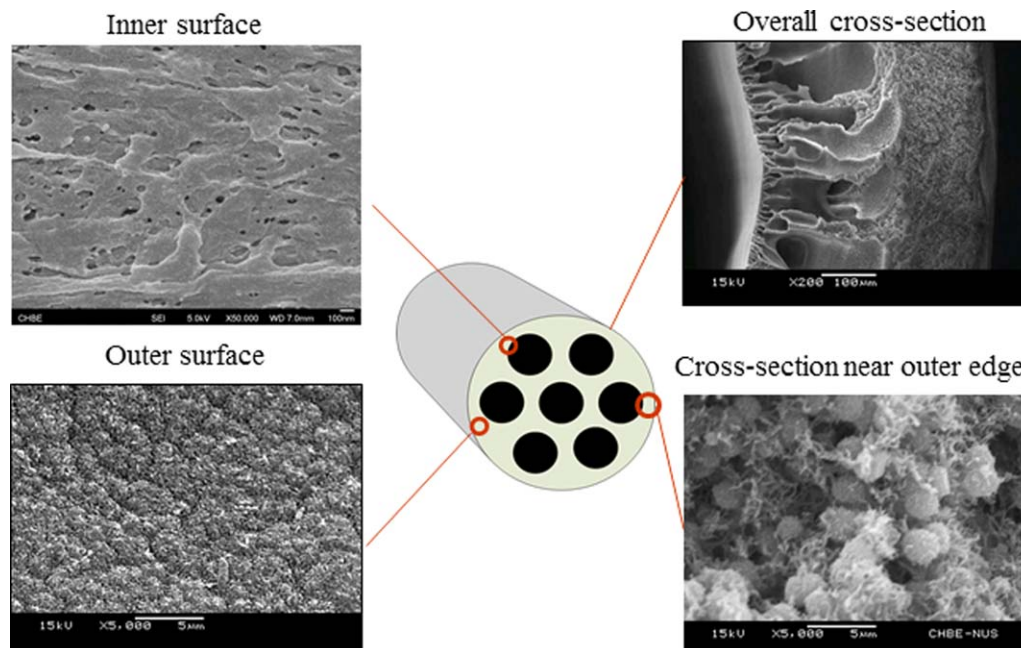 Inner surface
CHBE SEI 5.0kV X50,000 WD 7.0mm 100nm
Outer surface
15kV X5,000 5µm
Overall cross-section
15kV X200 100µm
Cross-section near outer edge
15kV X5,000 5µm CHBE-NUS